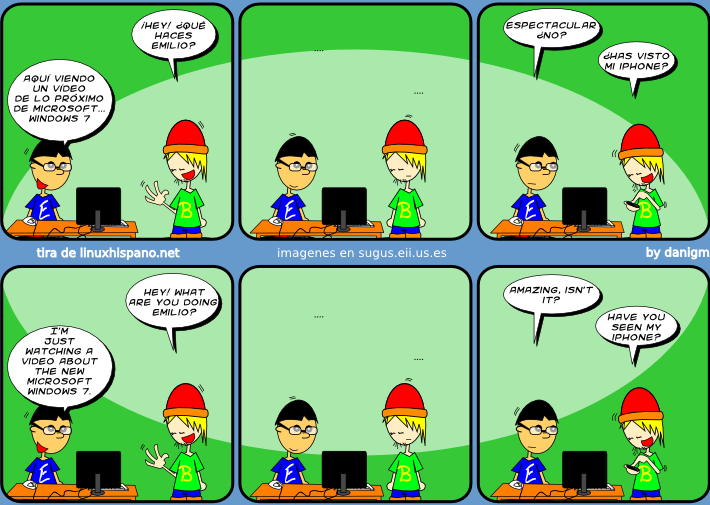 ¡HEY! ¿QUÉ
HACES
EMILIO?
AQUÍ VIENDO
UN VÍDEO
DE LO PRÓXIMO
DE MICROSOFT...
WINDOWS 7
E
B
....
....
E
B
ESPECTACULAR
¿NO?
¿HAS VISTO
MI IPHONE?
E
B
tira de linuxhispano.net
imagenes en sugus.eii.us.es
by danigm
HEY! WHAT
ARE YOU DOING
EMILIO?
I'M
JUST
WATCHING A
VIDEO ABOUT
THE NEW
MICROSOFT
WINDOWS 7.
E
B
....
....
E
B
AMAZING, ISN'T
IT?
HAVE YOU
SEEN MY
IPHONE?
E
B